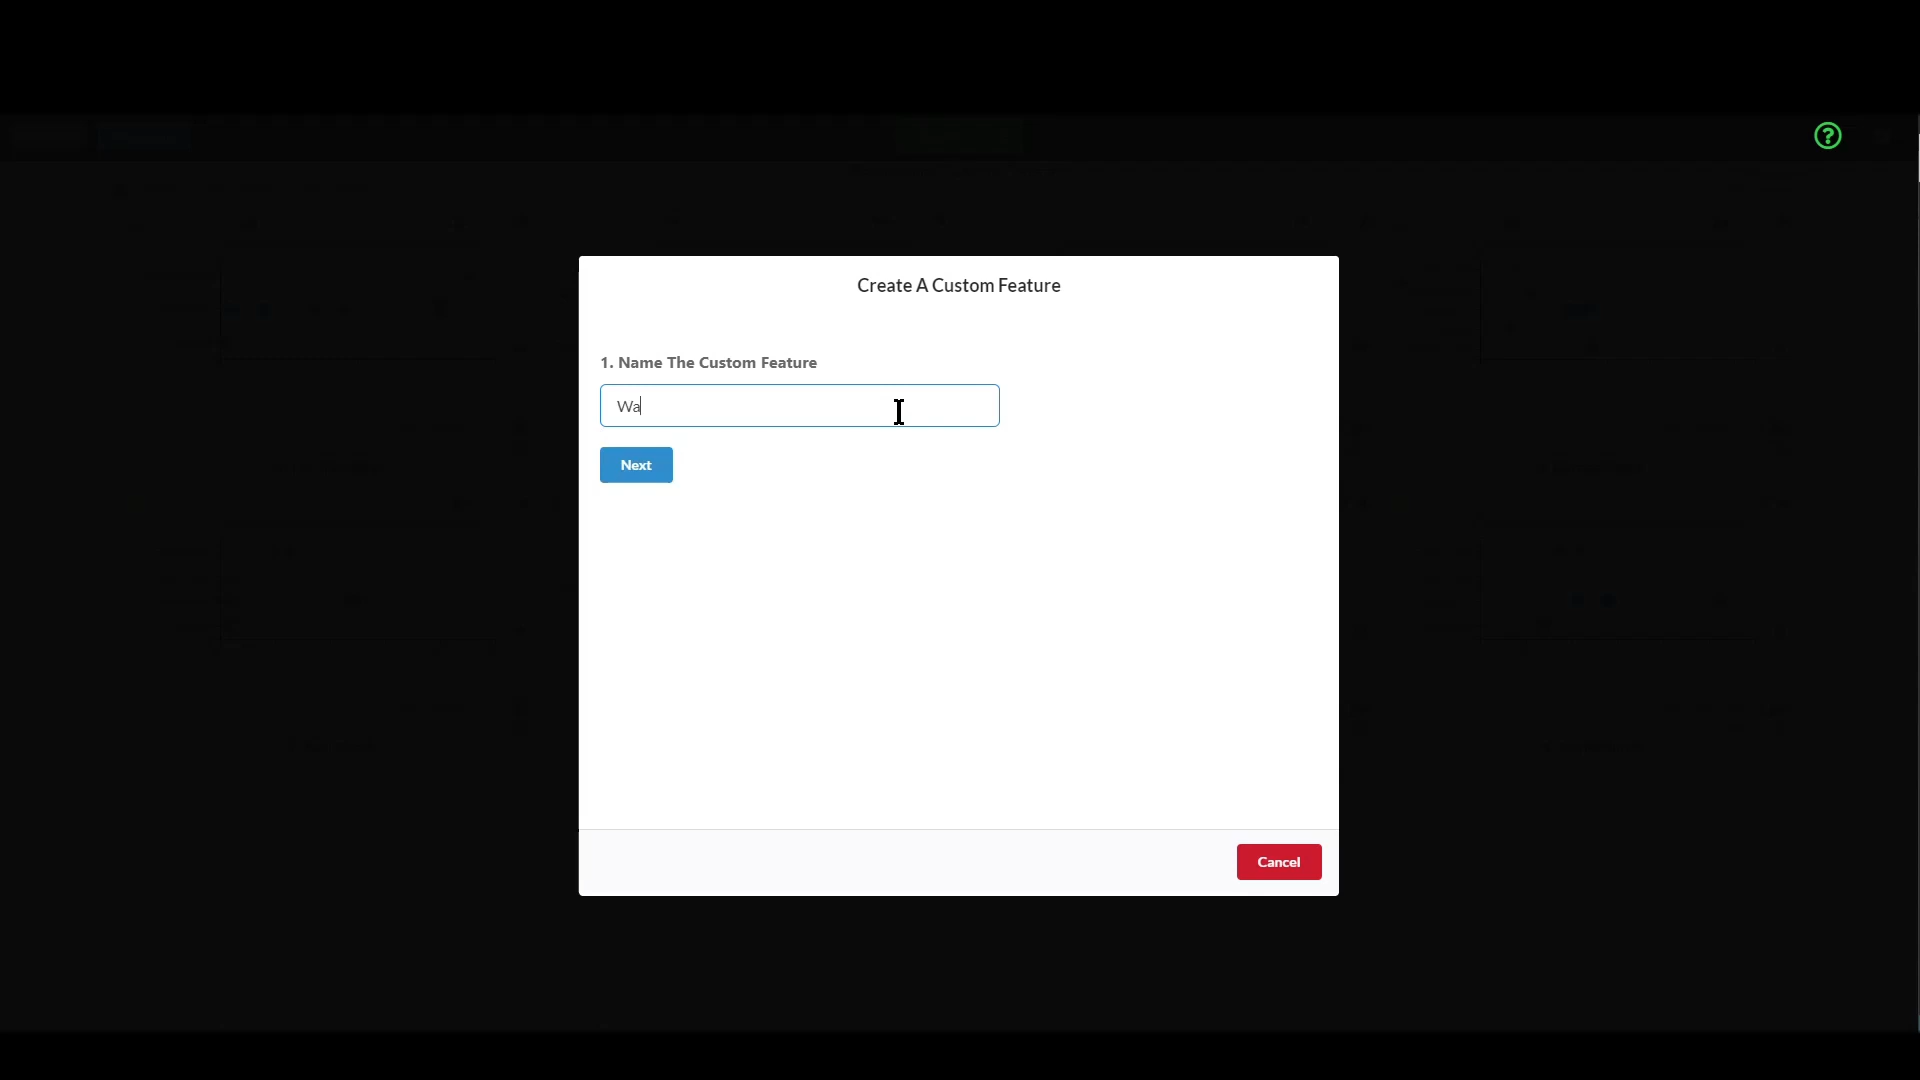 Create A Custom Feature
1. Name The Custom Feature
Wa
Next
Cancel